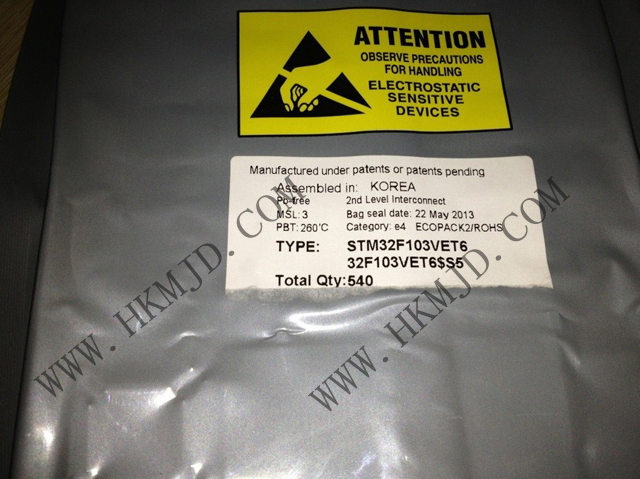 ATTENTION
OBSERVE PRECAUTIONS
FOR HANDLING
ELECTROSTATIC
SENSITIVE
DEVICES
Manufactured under patents or patents pending
Assembled in: KOREA
Pb-free 2nd Level Interconnect
MSL: 3 Bag seal date: 22 May 2013
PBT: 260°C Category: e4 ECOPACK2/ROHS
TYPE: STM32F103VET6
32F103VET6$S5
Total Qty:540
WWW.HKMJD.COM
WWW.HKMJD.COM